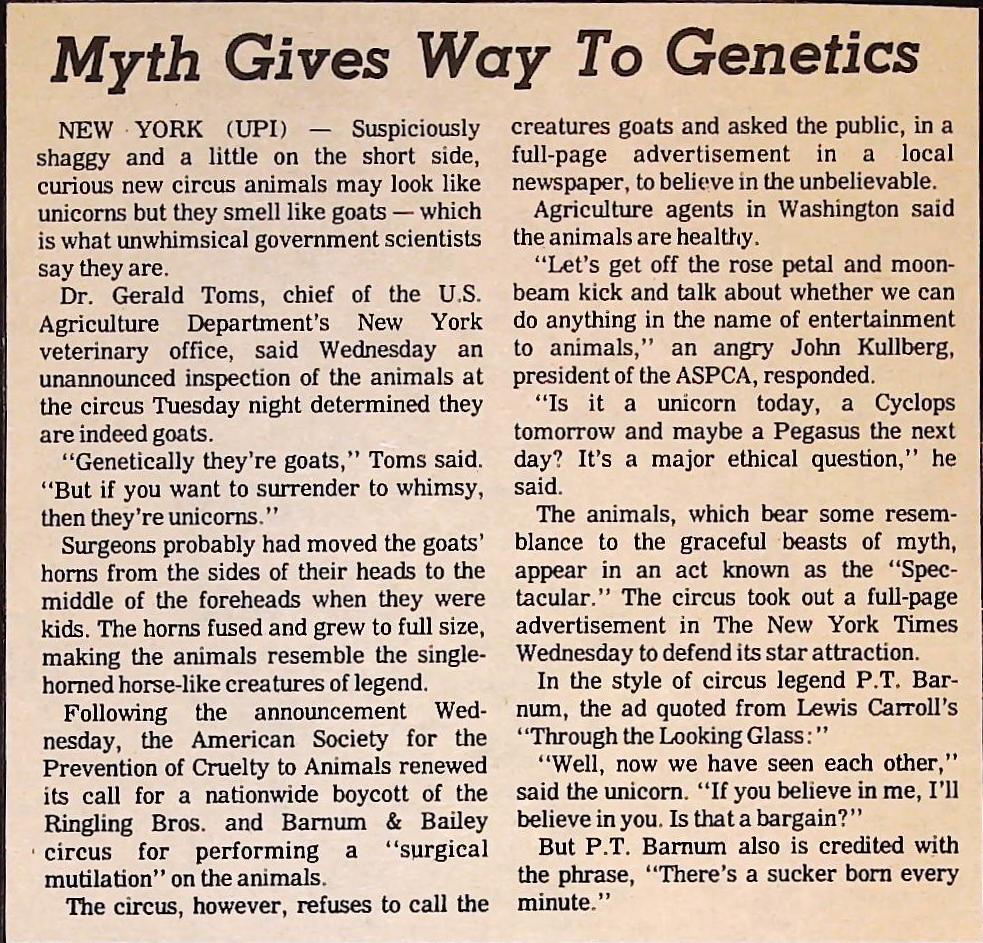 Myth Gives Way To Genetics
NEW YORK (UPI) — Suspiciously
shaggy and a little on the short side,
curious new circus animals may look like
unicorns but they smell like goats — which
is what unwhimsical government scientists
say they are.
Dr. Gerald Toms, chief of the U.S.
Agriculture Department's New York
veterinary office, said Wednesday an
unannounced inspection of the animals at
the circus Tuesday night determined they
are indeed goats.
"Genetically they're goats," Toms said.
"But if you want to surrender to whimsy,
then they're unicorns."
Surgeons probably had moved the goats'
horns from the sides of their heads to the
middle of the foreheads when they were
kids. The horns fused and grew to full size,
making the animals resemble the single-
horned horse-like creatures of legend.
Following the announcement Wed-
nesday, the American Society for the
Prevention of Cruelty to Animals renewed
its call for a nationwide boycott of the
Ringling Bros. and Barnum & Bailey
circus for performing a "surgical
mutilation" on the animals.
The circus, however, refuses to call the
creatures goats and asked the public, in a
full-page advertisement in a local
newspaper, to believe in the unbelievable.
Agriculture agents in Washington said
the animals are healthy.
"Let's get off the rose petal and moon-
beam kick and talk about whether we can
do anything in the name of entertainment
to animals," an angry John Kullberg,
president of the ASPCA, responded.
"Is it a unicorn today, a Cyclops
tomorrow and maybe a Pegasus the next
day? It's a major ethical question," he
said.
The animals, which bear some resem-
blance to the graceful beasts of myth,
appear in an act known as the "Spec-
tacular." The circus took out a full-page
advertisement in The New York Times
Wednesday to defend its star attraction.
In the style of circus legend P.T. Bar-
num, the ad quoted from Lewis Carroll's
"Through the Looking Glass:"
"Well, now we have seen each other,"
said the unicorn. "If you believe in me, I'll
believe in you. Is that a bargain?"
But P.T. Barnum also is credited with
the phrase, "There's a sucker born every
minute."